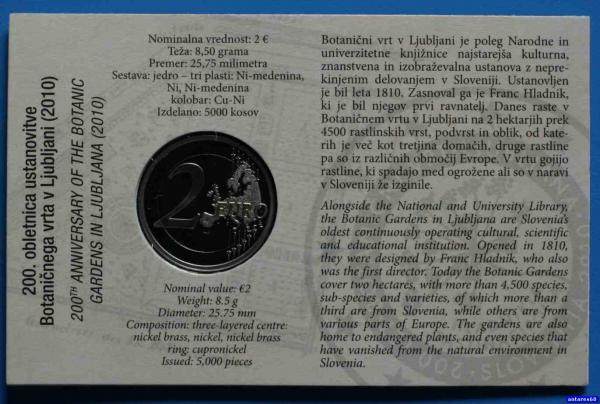 200. obletnica ustanovitve
Botaničnega vrta v Ljubljani (2010)
200TH ANNIVERSARY OF THE BOTANIC
GARDENS IN LJUBLJANA (2010)
Nominalna vrednost: 2 €
Teža: 8,50 grama
Premer: 25,75 milimetra
Sestava: jedro – tri plasti: Ni-medenina,
Ni, Ni-medenina
kolobar: Cu-Ni
Izdelano: 5000 kosov
2 EURO
Nominal value: €2
Weight: 8.5 g
Diameter: 25.75 mm
Composition: three-layered centre:
nickel brass, nickel, nickel brass
ring: cupronickel
Issued: 5,000 pieces
Botanični vrt v Ljubljani je poleg Narodne in
univerzitetne knjižnice najstarejša kulturna,
znanstvena in izobraževalna ustanova z nepre-
kinjenim delovanjem v Sloveniji. Ustanovljen
je bil leta 1810. Zasnoval ga je Franc Hladnik,
ki je bil njegov prvi ravnatelj. Danes raste v
Botaničnem vrtu v Ljubljani na 2 hektarjih prek
4500 rastlinskih vrst, podvrst in oblik, od kate-
rih je več kot tretjina domačih, druge rastline
pa so iz različnih območij Evrope. V vrtu gojijo
rastline, ki spadajo med ogrožene ali so v naravi
v Sloveniji že izginile.
Alongside the National and University Library,
the Botanic Gardens in Ljubljana are Slovenia's
oldest continuously operating cultural, scientific
and educational institution. Opened in 1810,
they were designed by Franc Hladnik, who also
was the first director. Today the Botanic Gardens
cover two hectares, with more than 4,500 species,
sub-species and varieties, of which more than a
third are from Slovenia, while others are from
various parts of Europe. The gardens are also
home to endangered plants, and even species that
have vanished from the natural environment in
Slovenia.
antares68